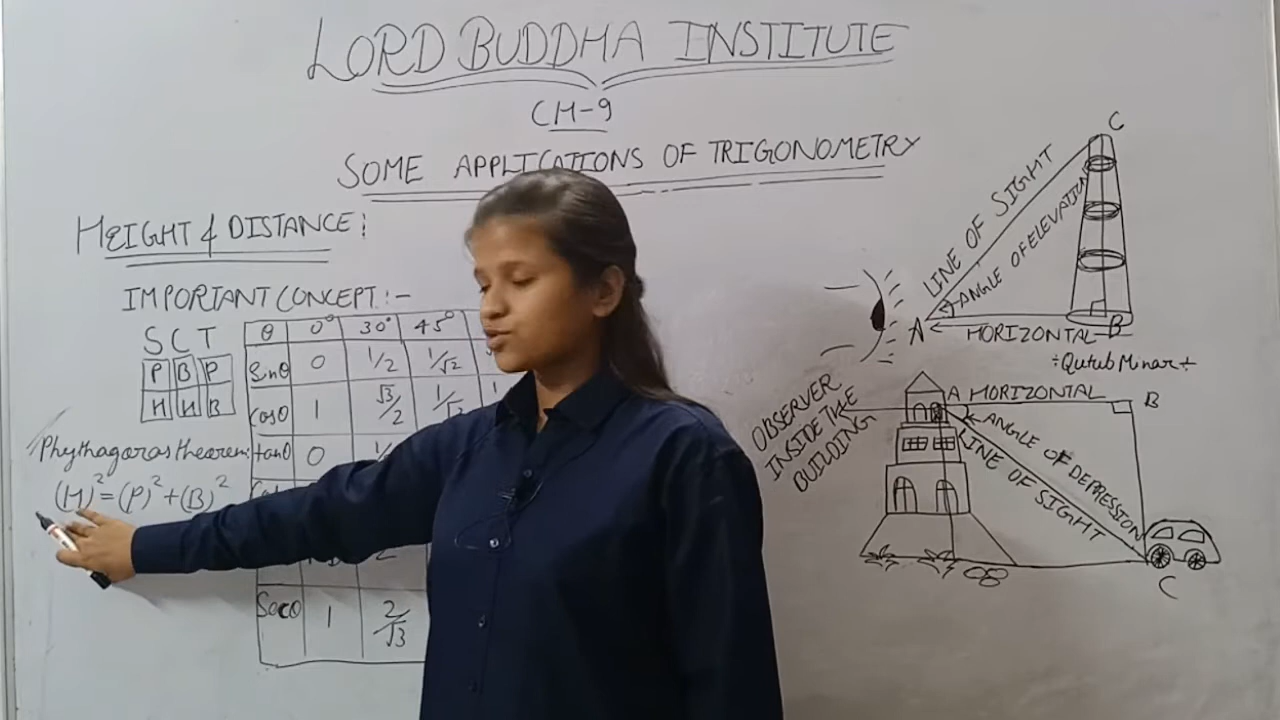 LORD BUDDHA INSTITUTE
CH-9
SOME APPLICATIONS OF TRIGONOMETRY
HEIGHT & DISTANCE :
IMPORTANT CONCEPT :-
S C T
P B P
H H B
Phythagoras theorem:
(H)² = (P)² + (B)²
θ 0° 30° 45°
Sinθ 0 1/2 1/√2
Cosθ 1 √3/2 1/√2
tanθ 0
Secθ 1 2/√3
C
LINE OF SIGHT
ANGLE OF ELEVATION
A
HORIZONTAL
B
÷Qutub Minar÷
OBSERVER
INSIDE THE
BUILDING
A HORIZONTAL B
ANGLE OF DEPRESSION
LINE OF SIGHT
C